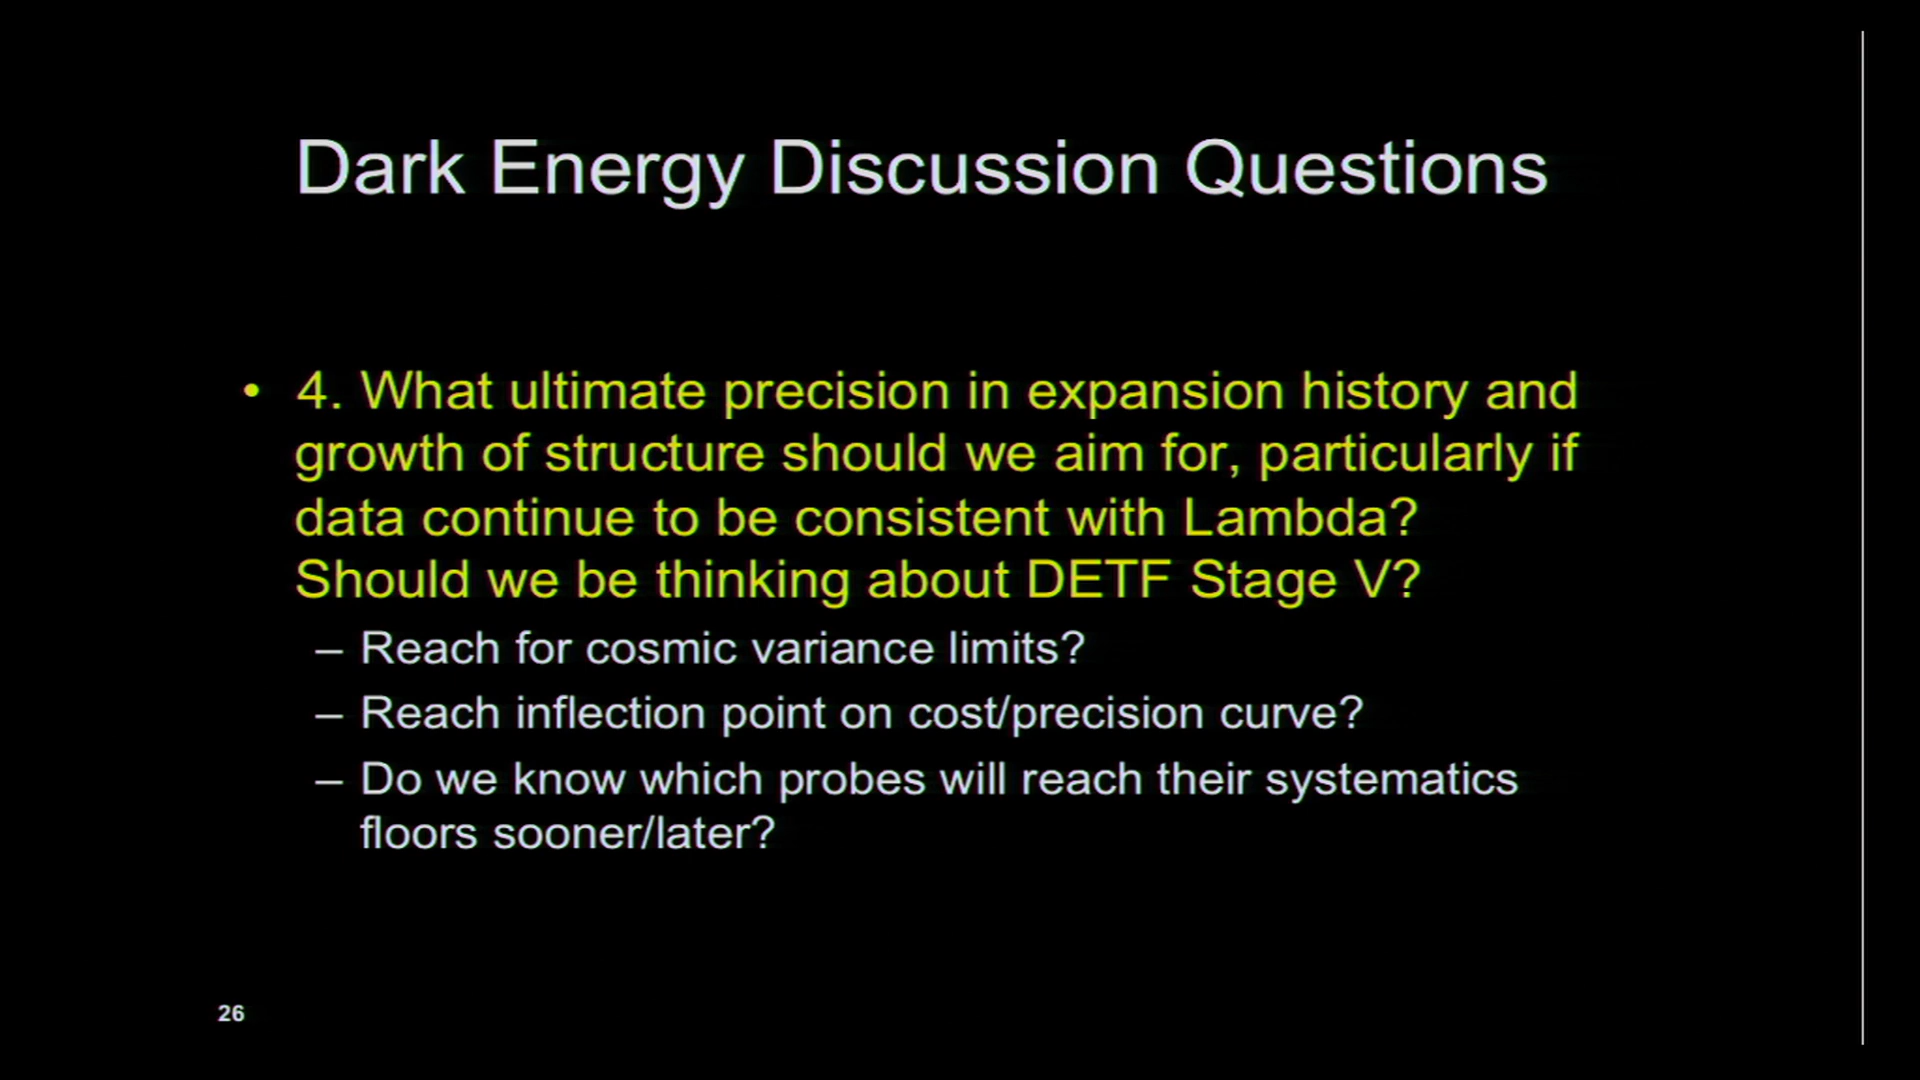 Dark Energy Discussion Questions
• 4. What ultimate precision in expansion history and
growth of structure should we aim for, particularly if
data continue to be consistent with Lambda?
Should we be thinking about DETF Stage V?
– Reach for cosmic variance limits?
– Reach inflection point on cost/precision curve?
– Do we know which probes will reach their systematics
floors sooner/later?
26